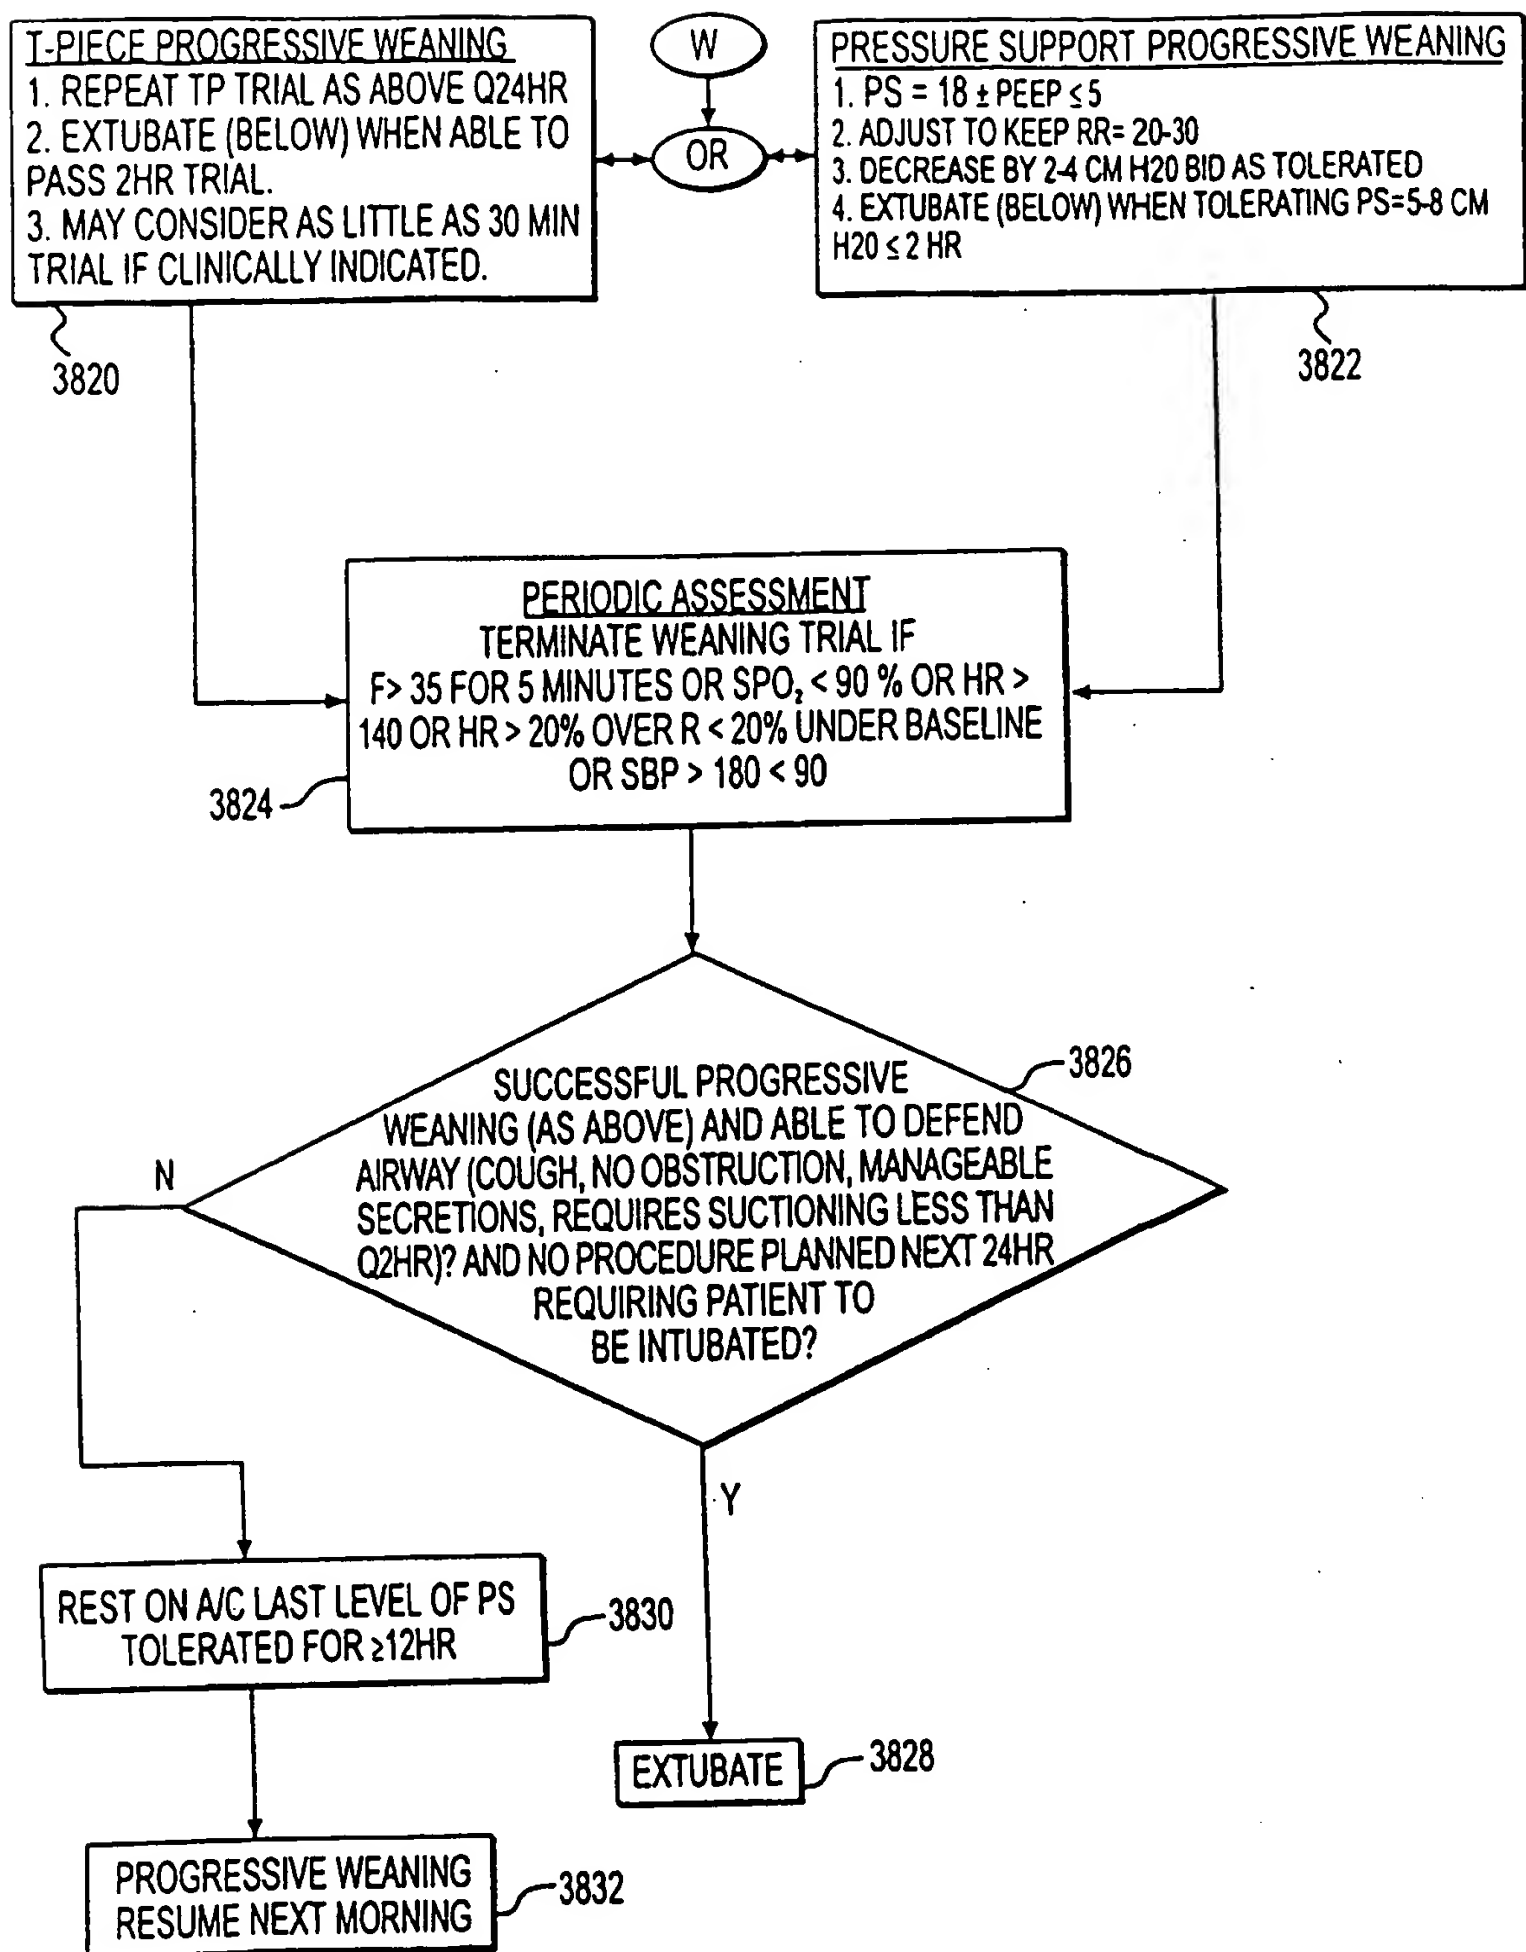 T-PIECE PROGRESSIVE WEANING
1. REPEAT TP TRIAL AS ABOVE Q24HR
2. EXTUBATE (BELOW) WHEN ABLE TO
PASS 2HR TRIAL.
3. MAY CONSIDER AS LITTLE AS 30 MIN
TRIAL IF CLINICALLY INDICATED.
3820
W
OR
PRESSURE SUPPORT PROGRESSIVE WEANING
1. PS = 18 ± PEEP ≤ 5
2. ADJUST TO KEEP RR= 20-30
3. DECREASE BY 2-4 CM H20 BID AS TOLERATED
4. EXTUBATE (BELOW) WHEN TOLERATING PS=5-8 CM
H20 ≤ 2 HR
3822
PERIODIC ASSESSMENT
TERMINATE WEANING TRIAL IF
F> 35 FOR 5 MINUTES OR SPO₂ < 90 % OR HR >
140 OR HR > 20% OVER R < 20% UNDER BASELINE
OR SBP > 180 < 90
3824
SUCCESSFUL PROGRESSIVE
WEANING (AS ABOVE) AND ABLE TO DEFEND
AIRWAY (COUGH, NO OBSTRUCTION, MANAGEABLE
SECRETIONS, REQUIRES SUCTIONING LESS THAN
Q2HR)? AND NO PROCEDURE PLANNED NEXT 24HR
REQUIRING PATIENT TO
BE INTUBATED?
3826
N
Y
REST ON A/C LAST LEVEL OF PS
TOLERATED FOR ≥12HR
3830
EXTUBATE
3828
PROGRESSIVE WEANING
RESUME NEXT MORNING
3832